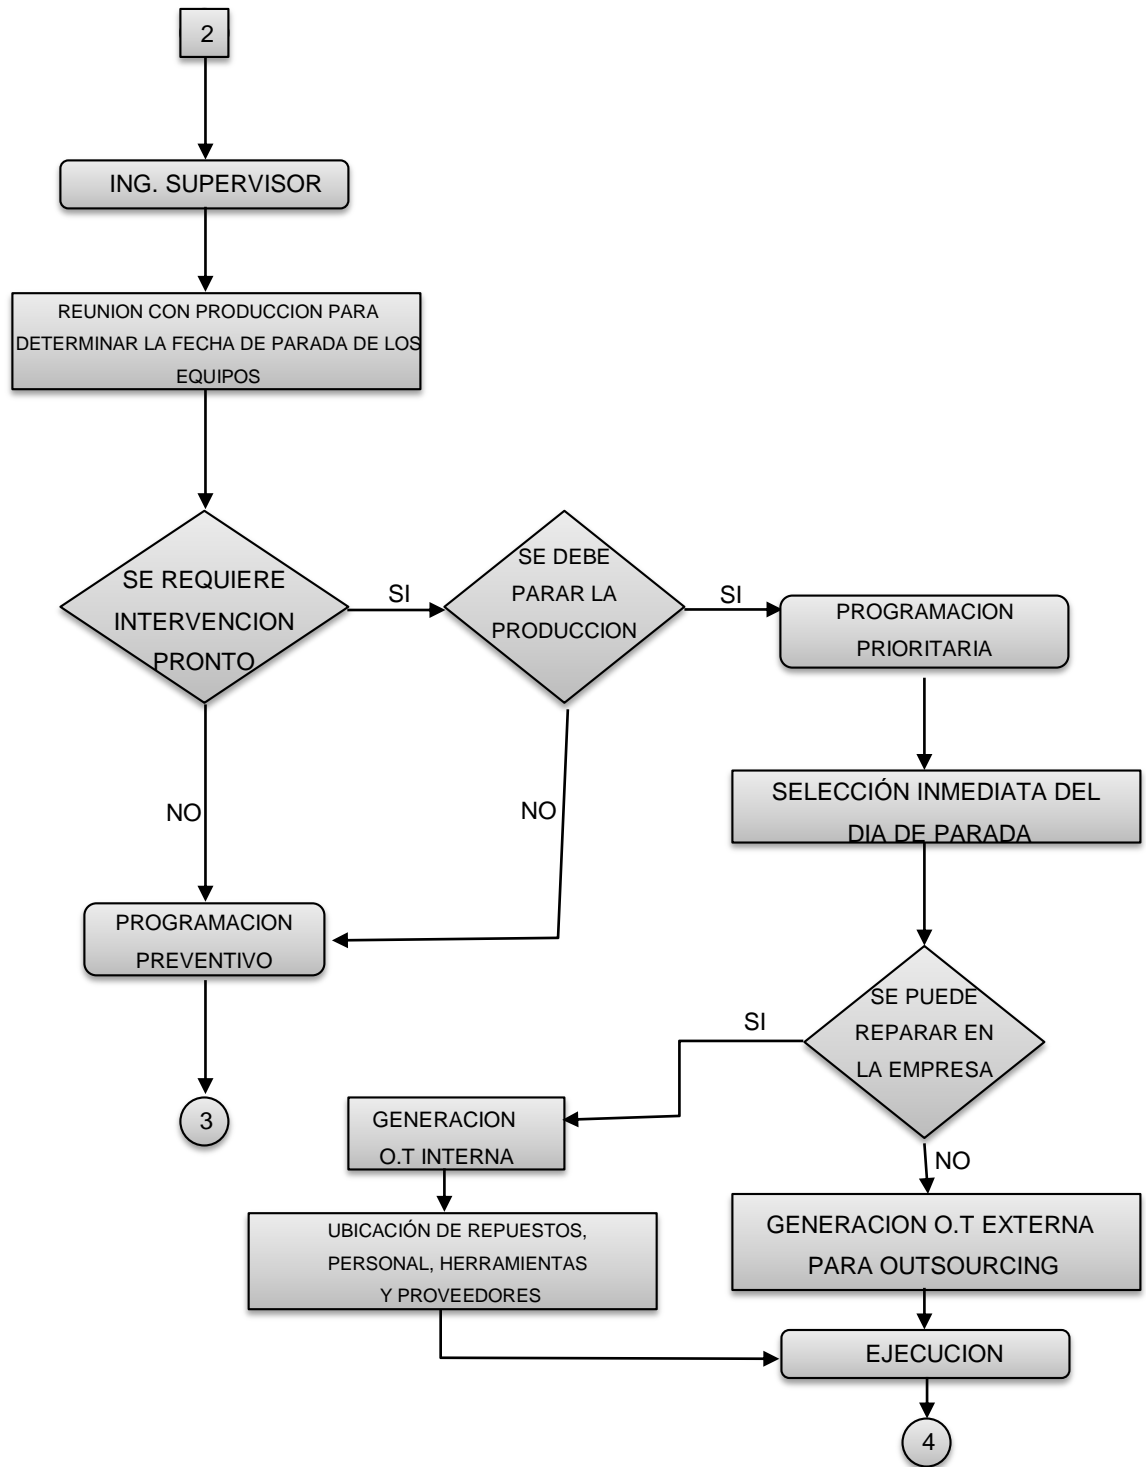 2
ING. SUPERVISOR
REUNION CON PRODUCCION PARA
DETERMINAR LA FECHA DE PARADA DE LOS
EQUIPOS
SE REQUIERE
INTERVENCION
PRONTO
SI
SE DEBE
PARAR LA
PRODUCCION
SI
PROGRAMACION
PRIORITARIA
SELECCIÓN INMEDIATA DEL
DIA DE PARADA
NO
NO
PROGRAMACION
PREVENTIVO
3
SE PUEDE
REPARAR EN
LA EMPRESA
SI
GENERACION
O.T INTERNA
NO
UBICACIÓN DE REPUESTOS,
PERSONAL, HERRAMIENTAS
Y PROVEEDORES
GENERACION O.T EXTERNA
PARA OUTSOURCING
EJECUCION
4